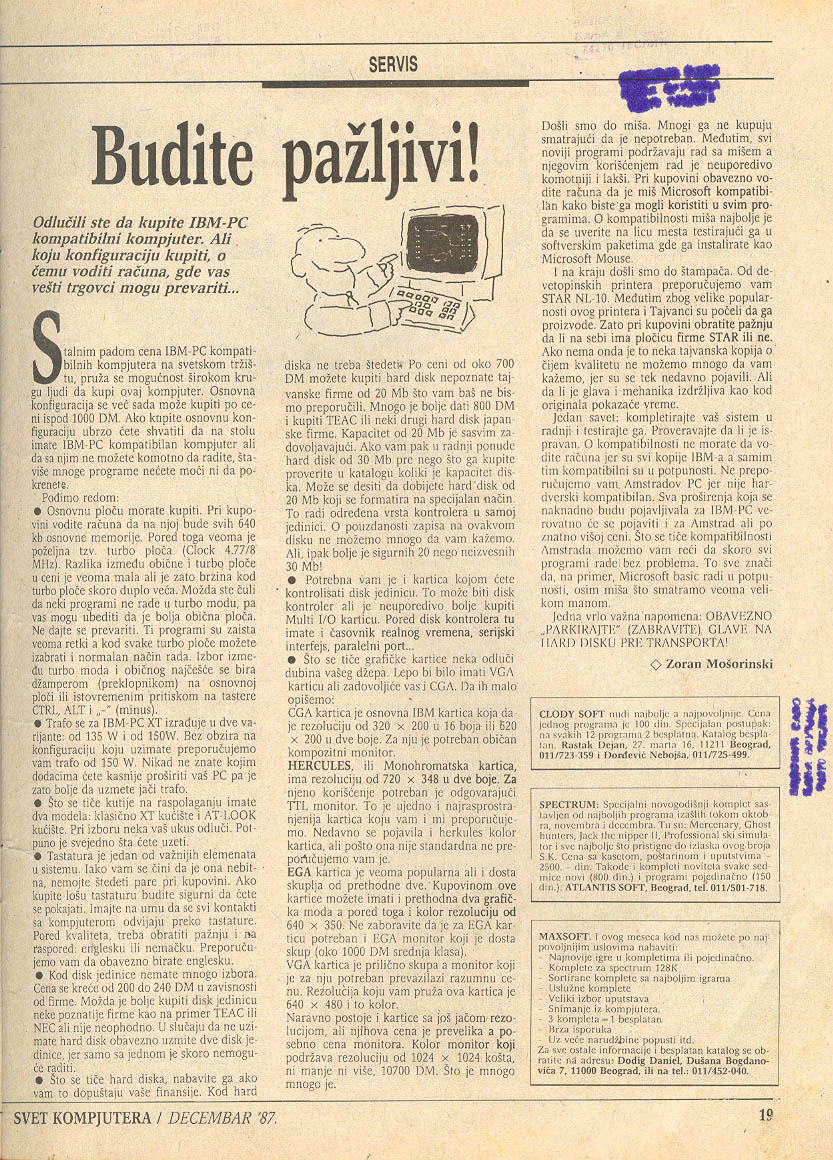 SERVIS
Budite pažljivi!
Odlučili ste da kupite IBM-PC
kompatibilni kompjuter. Ali
koju konfiguraciju kupiti, o
čemu voditi računa, gde vas
vešti trgovci mogu prevariti...
Stalnim padom cena IBM-PC kompati-
bilnih kompjutera na svetskom tržiš-
tu, pruža se mogućnost širokom kru-
gu ljudi da kupi ovaj kompjuter. Osnovna
konfiguracija se već sada može kupiti po ce-
ni ispod 1000 DM. Ako kupite osnovnu kon-
figuraciju ubrzo ćete shvatiti da na stolu
imate IBM-PC kompatibilan kompjuter ali
da sa njim ne možete komotno da radite, šta-
više mnoge programe nećete moći ni da po-
krenete.
Pođimo redom:
● Osnovnu ploču morate kupiti. Pri kupo-
vini vodite računa da na njoj bude svih 640
kb osnovne memorije. Pored toga veoma je
poželjna tzv. turbo ploča (Clock 4.77/8
MHz). Razlika između obične i turbo ploče
u ceni je veoma mala ali je zato brzina kod
turbo ploče skoro duplo veća. Možda ste čuli
da neki programi ne rade u turbo modu, pa
vas mogu ubediti da je bolja obična ploča.
Ne dajte se prevariti. Ti programi su zaista
veoma retki a kod svake turbo ploče možete
izabrati i normalan način rada. Izbor izme-
đu turbo moda i običnog najčešće se bira
džamperom (preklopnikom) na osnovnoj
ploči ili istovremenim pritiskom na tastere
CTRL, ALT i „-” (minus).
● Trafo se za IBM-PC XT izrađuje u dve va-
rijante: od 135 W i od 150W. Bez obzira na
konfiguraciju koju uzimate preporučujemo
vam trafo od 150 W. Nikad ne znate kojim
dodacima ćete kasnije proširiti vaš PC pa je
zato bolje da uzmete jači trafo.
● Što se tiče kutije na raspolaganju imate
dva modela: klasično XT kućište i AT-LOOK
kućište. Pri izboru neka vaš ukus odluči. Pot-
puno je svejedno šta ćete uzeti.
● Tastatura je jedan od važnijih elemenata
u sistemu. Iako vam se čini da je ona nebit-
na, nemojte štedeti pare pri kupovini. Ako
kupite lošu tastaturu budite sigurni da ćete
se pokajati. Imajte na umu da se svi kontakti
sa kompjuterom odvijaju preko tastature.
Pored kvaliteta, treba obratiti pažnju i na
raspored: englesku ili nemačku. Preporuču-
jemo vam da obavezno birate englesku.
● Kod disk jedinice nemate mnogo izbora.
Cena se kreće od 200 do 240 DM u zavisnosti
od firme. Možda je bolje kupiti disk jedinicu
neke poznatije firme kao na primer TEAC ili
NEC ali nije neophodno. U slučaju da ne uzi-
mate hard disk obavezno uzmite dve disk je-
dinice, jer samo sa jednom je skoro nemogu-
će raditi.
● Što se tiče hard diska, nabavite ga ako
vam to dopuštaju vaše finansije. Kod hard
diska ne treba štedeti. Po ceni od oko 700
DM možete kupiti hard disk nepoznate taj-
vanske firme od 20 Mb što vam baš ne bis-
mo preporučili. Mnogo je bolje dati 800 DM
i kupiti TEAC ili neki drugi hard disk japan-
ske firme. Kapacitet od 20 Mb je sasvim za-
dovoljavajući. Ako vam pak u radnji ponude
hard disk od 30 Mb pre nego što ga kupite
proverite u katalogu koliki je kapacitet dis-
ka. Može se desiti da dobijete hard disk od
20 Mb koji se formatira na specijalan način.
To radi određena vrsta kontrolera u samoj
jedinici. O pouzdanosti zapisa na ovakvom
disku ne možemo mnogo da vam kažemo.
Ali, ipak bolje je sigurnih 20 nego neizvesnih
30 Mb!
● Potrebna vam je i kartica kojom ćete
kontrolisati disk jedinicu. To može biti disk
kontroler ali je neuporedivo bolje kupiti
Multi I/O karticu. Pored disk kontrolera tu
imate i časovnik realnog vremena, serijski
interfejs, paralelni port...
● Što se tiče grafičke kartice neka odluči
dubina vašeg džepa. Lepo bi bilo imati VGA
karticu ali zadovoljiće vas i CGA. Da ih malo
opišemo:
CGA kartica je osnovna IBM kartica koja da-
je rezoluciju od 320 × 200 u 16 boja ili 620
× 200 u dve boje. Za nju je potreban običan
kompozitni monitor.
HERCULES, ili Monohromatska kartica,
ima rezoluciju od 720 × 348 u dve boje. Za
njeno korišćenje potreban je odgovarajući
TTL monitor. To je ujedno i najrasprostra-
njenija kartica koju vam i mi preporučuje-
mo. Nedavno se pojavila i herkules kolor
kartica, ali pošto ona nije standardna ne pre-
poručujemo vam je.
EGA kartica je veoma popularna ali i dosta
skuplja od prethodne dve. Kupovinom ove
kartice možete imati i prethodna dva grafič-
ka moda a pored toga i kolor rezoluciju od
640 × 350. Ne zaboravite da je za EGA kar-
ticu potreban i EGA monitor koji je dosta
skup (oko 1000 DM srednja klasa).
VGA kartica je prilično skupa a monitor koji
je za nju potreban prevazilazi razumnu ce-
nu. Rezolucija koju vam pruža ova kartica je
640 × 480 i to kolor.
Naravno postoje i kartice sa još jačom rezo-
lucijom, ali njihova cena je prevelika a po-
sebno cena monitora. Kolor monitor koji
podržava rezoluciju od 1024 × 1024 košta,
ni manje ni više, 10700 DM. Što je mnogo
mnogo je.
Došli smo do miša. Mnogi ga ne kupuju
smatrajući da je nepotreban. Međutim, svi
noviji programi podržavaju rad sa mišem a
njegovim korišćenjem rad je neuporedivo
komotniji i lakši. Pri kupovini obavezno vo-
dite računa da je miš Microsoft kompatibi-
lan kako biste ga mogli koristiti u svim pro-
gramima. O kompatibilnosti miša najbolje je
da se uverite na licu mesta testirajući ga u
softverskim paketima gde ga instalirate kao
Microsoft Mouse.
I na kraju došli smo do štampača. Od de-
vetopinskih printera preporučujemo vam
STAR NL-10. Međutim zbog velike popular-
nosti ovog printera i Tajvanci su počeli da ga
proizvode. Zato pri kupovini obratite pažnju
da li na sebi ima pločicu firme STAR ili ne.
Ako nema onda je to neka tajvanska kopija o
čijem kvalitetu ne možemo mnogo da vam
kažemo, jer su se tek nedavno pojavili. Ali
da li je i glava i mehanika izdržljiva kao kod
originala pokazaće vreme.
Jedan savet: kompletirajte vaš sistem u
radnji i testirajte ga. Proveravajte da li je is-
pravan. O kompatibilnosti ne morate da vo-
dite računa jer su svi kopije IBM-a a samim
tim kompatibilni su u potpunosti. Ne prepo-
ručujemo vam Amstradov PC jer nije har-
dverski kompatibilan. Sva proširenja koja se
naknadno budu pojavljivala za IBM-PC ve-
rovatno će se pojaviti i za Amstrad ali po
znatno višoj ceni. Što se tiče kompatibilnosti
Amstrada možemo vam reći da skoro svi
programi rade bez problema. To sve znači
da, na primer, Microsoft basic radi u potpu-
nosti, osim miša što smatramo veoma veli-
kom manom.
Jedna vrlo važna napomena: OBAVEZNO
„PARKIRAJTE” (ZABRAVITE) GLAVE NA
HARD DISKU PRE TRANSPORTA!
◇ Zoran Mošorinski
CLODY SOFT nudi najbolje a najpovoljnije. Cena
jednog programa je 100 din. Specijalan postupak:
na svakih 12 programa 2 besplatna. Katalog bespla-
tan. Rastak Dejan, 27. marta 16, 11211 Beograd,
011/723-359 i Đorđević Nebojša, 011/725-499.
SPECTRUM: Specijalni novogodišnji komplet sas-
tavljen od najboljih programa izašlih tokom oktob-
ra, novembra i decembra. Tu su: Mercenary, Ghost
hunters, Jack the nipper II, Professional ski simula-
tor i sve najbolje što pristigne do izlaska ovog broja
S.K. Cena sa kasetom, poštarinom i uputstvima -
2500. - din. Takođe i kompleti noviteta svake sed-
mice novi (800 din.) i programi pojedinačno (150
din.). ATLANTIS SOFT, Beograd, tel. 011/501-718.
MAXSOFT. I ovog meseca kod nas možete po naj-
povoljnijim uslovima nabaviti:
- Najnovije igre u kompletima ili pojedinačno.
- Komplete za spectrum 128K
- Sortirane komplete sa najboljim igrama
- Uslužne komplete
- Veliki izbor uputstava
- Snimanje iz kompjutera.
- 3 kompleta = 1 besplatan
- Brza isporuka
- Uz veće narudžbine popusti itd.
Za sve ostale informacije i besplatan katalog se ob-
ratite na adresu: Dodig Daniel, Dušana Bogdano-
vića 7, 11000 Beograd, ili na tel.: 011/452-040.
SVET KOMPJUTERA / DECEMBAR '87.
19